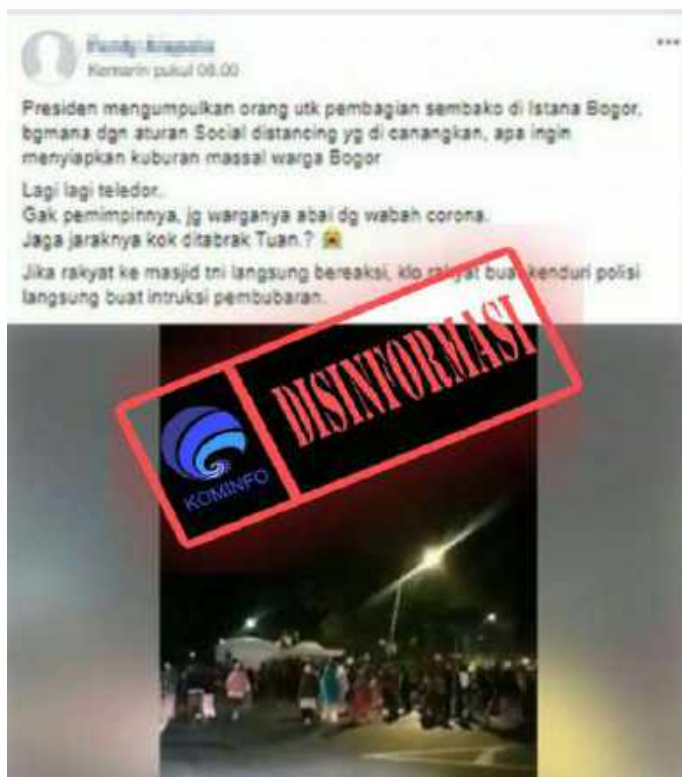 Kemarin pukul 06.00
Presiden mengumpulkan orang utk pembagian sembako di Istana Bogor,
bgmana dgn aturan Social distancing yg di canangkan, apa ingin
menyiapkan kuburan massal warga Bogor
Lagi lagi teledor.
Gak pemimpinnya, jg warganya abai dg wabah corona.
Jaga jaraknya kok ditabrak Tuan.?
Jika rakyat ke masjid tni langsung bereaksi, klo rakyat buat kenduri polisi
langsung buat intruksi pembubaran.
DISINFORMASI
KOMINFO